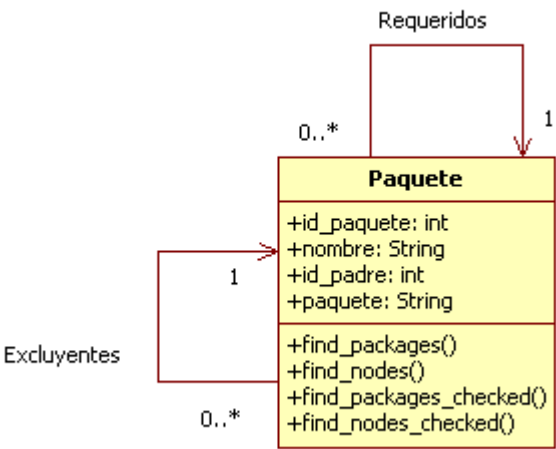 Requeridos
0..*
1
Paquete
+id_paquete: int
+nombre: String
+id_padre: int
+paquete: String
1
+find_packages()
+find_nodes()
+find_packages_checked()
+find_nodes_checked()
Excluyentes
0..*